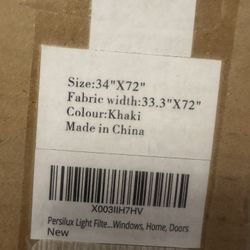 Size:34"X72"
Fabric width:33.3"X72"
Colour:Khaki
Made in China
X003IIH7HV
Persilux Light Filte...Windows, Home, Doors
New